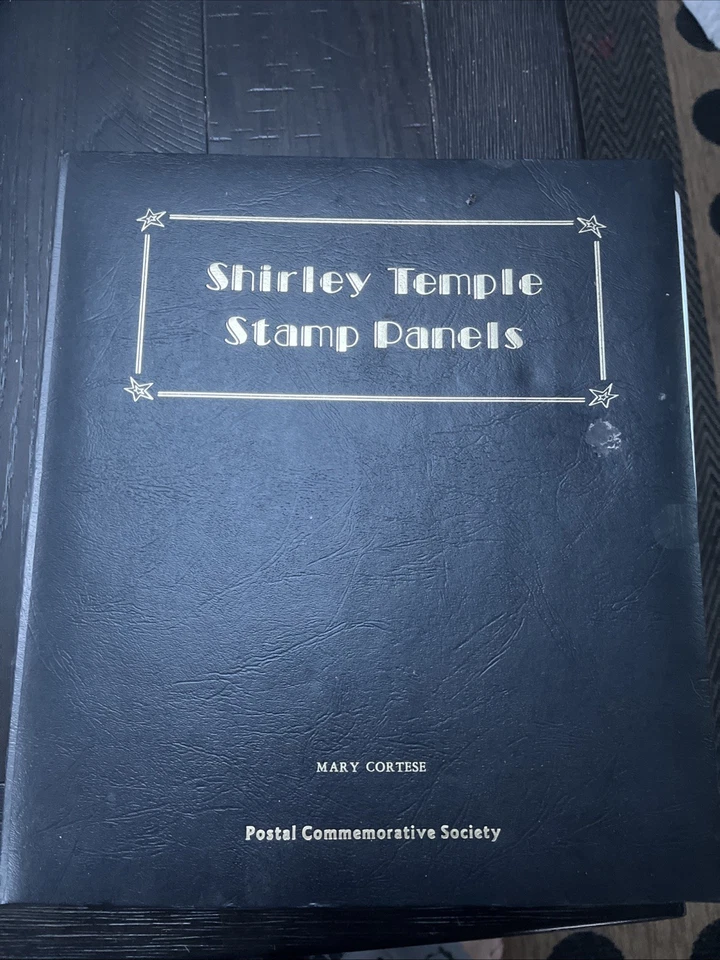 Shirley Temple
Stamp Panels
MARY CORTESE
Postal Commemorative Society